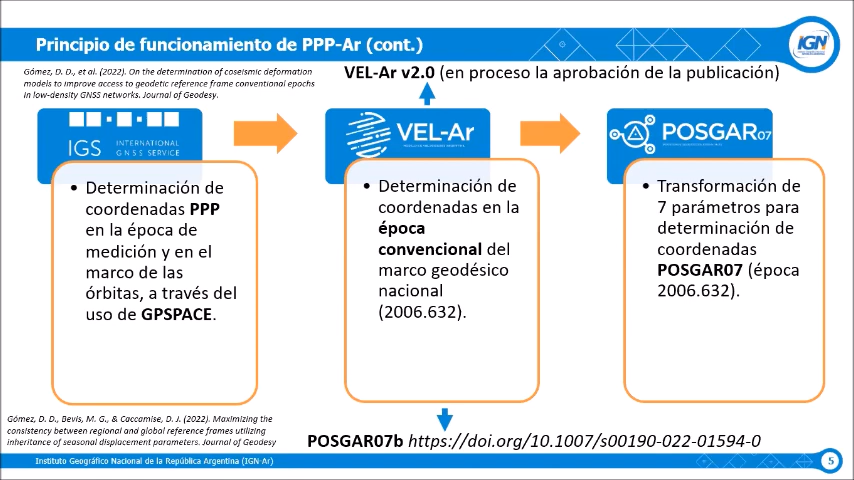 Principio de funcionamiento de PPP-Ar (cont.)
IGN
Gómez, D. D., et al. (2022). On the determination of coseismic deformation
models to improve access to geodetic reference frame conventional epochs
in low-density GNSS networks. Journal of Geodesy.
VEL-Ar v2.0 (en proceso la aprobación de la publicación)
IGS INTERNATIONAL
GNSS SERVICE
VEL-Ar
POSGAR07
• Determinación de
coordenadas PPP
en la época de
medición y en el
marco de las
órbitas, a través del
uso de GPSPACE.
• Determinación de
coordenadas en la
época
convencional del
marco geodésico
nacional
(2006.632).
• Transformación de
7 parámetros para
determinación de
coordenadas
POSGAR07 (época
2006.632).
Gómez, D. D., Bevis, M. G., & Caccamise, D. J. (2022). Maximizing the
consistency between regional and global reference frames utilizing
inheritance of seasonal displacement parameters. Journal of Geodesy
POSGAR07b https://doi.org/10.1007/s00190-022-01594-0
Instituto Geográfico Nacional de la República Argentina (IGN-Ar)
5